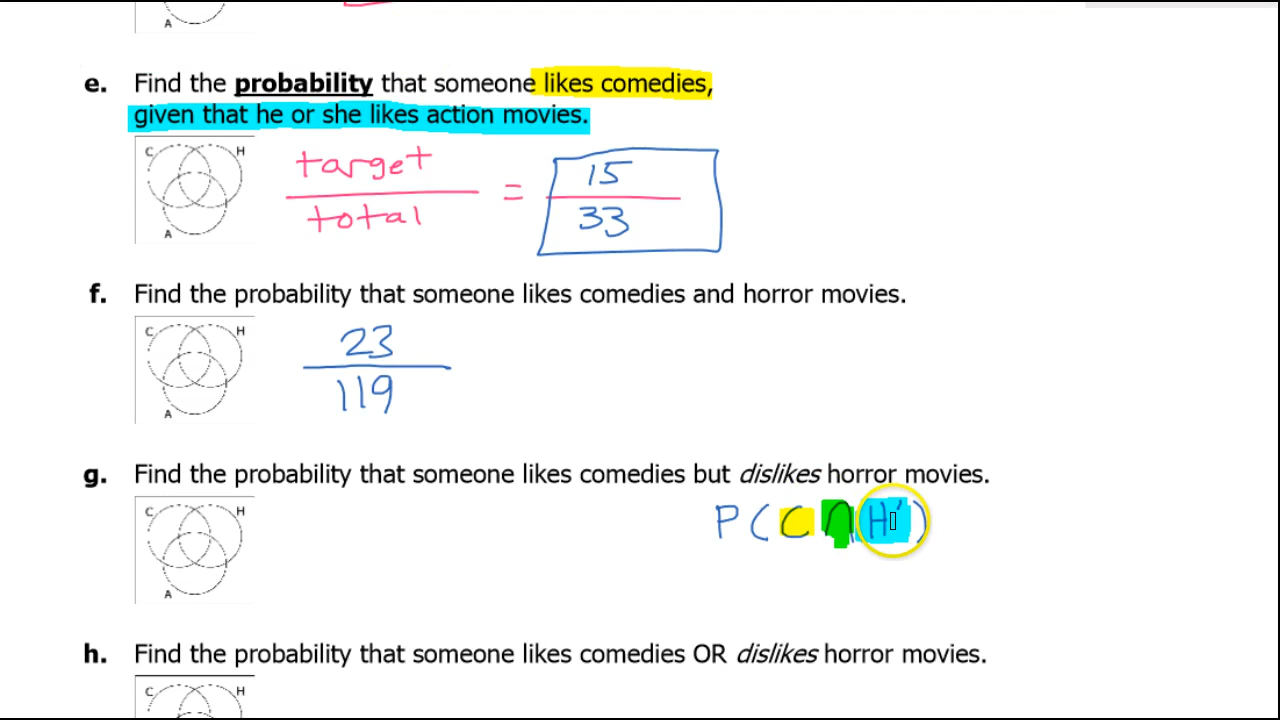 A
e. Find the probability that someone likes comedies,
given that he or she likes action movies.
C H
A
target
total
=
15
33
f. Find the probability that someone likes comedies and horror movies.
C H
A
23
119
g. Find the probability that someone likes comedies but dislikes horror movies.
C H
A
P(C∩H′)
h. Find the probability that someone likes comedies OR dislikes horror movies.
C H